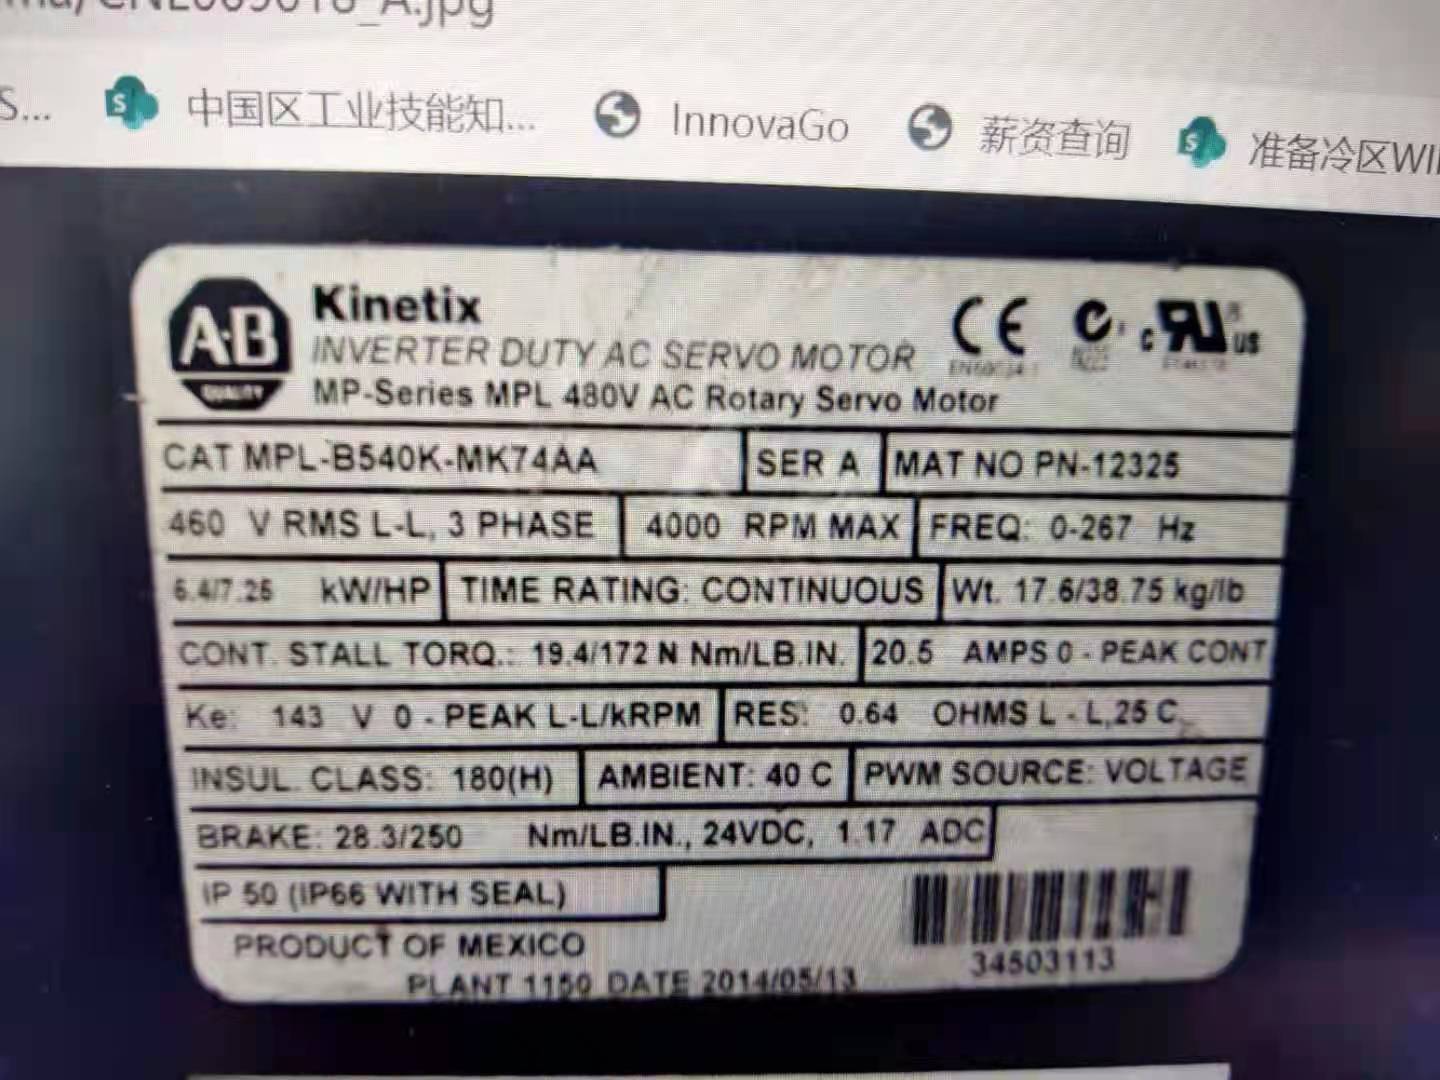 S...
中国区工业技能知...
InnovaGo
薪资查询
准备冷区WI
A·B
QUALITY
Kinetix
INVERTER DUTY AC SERVO MOTOR
MP-Series MPL 480V AC Rotary Servo Motor
CE
C UR US
CAT MPL-B540K-MK74AA SER A MAT NO PN-12325
460 V RMS L-L, 3 PHASE 4000 RPM MAX FREQ: 0-267 Hz
5.4/7.25 kW/HP TIME RATING: CONTINUOUS Wt. 17.6/38.75 kg/lb
CONT. STALL TORQ.: 19.4/172 N Nm/LB.IN. 20.5 AMPS 0 - PEAK CONT
Ke: 143 V 0 - PEAK L-L/kRPM RES: 0.64 OHMS L - L,25 C
INSUL. CLASS: 180(H) AMBIENT: 40 C PWM SOURCE: VOLTAGE
BRAKE: 28.3/250 Nm/LB.IN., 24VDC, 1.17 ADC
IP 50 (IP66 WITH SEAL)
PRODUCT OF MEXICO
34503113
PLANT 1150 DATE 2014/05/13